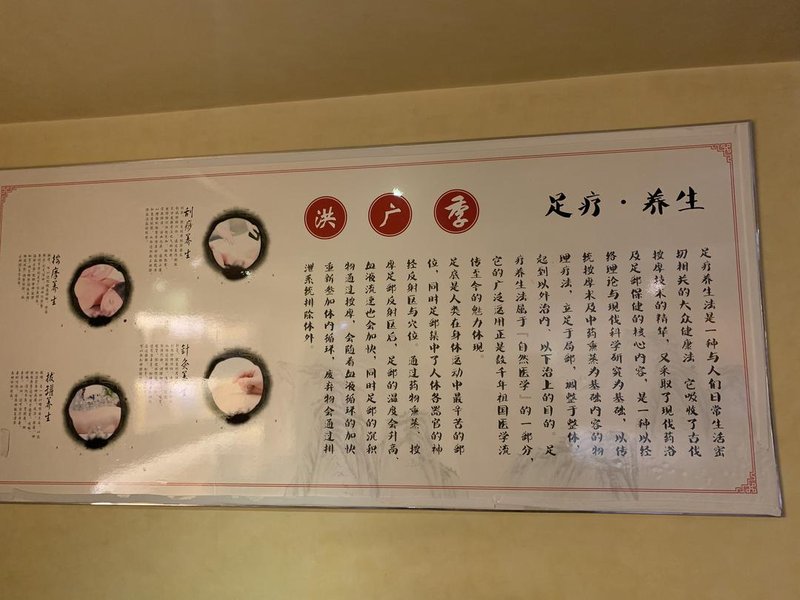 足疗·养生
洪广季
足疗养生法是一种与人们日常生活密
切相关的大众健康法 它吸收了古代
按摩技术的精华，又采取了现代药浴
及足部保健的核心内容，是一种以经
络理论与现代科学研究为基础，以传
统按摩术及中药熏蒸为基础内容的物
理疗法，立足于局部，调整于整体，
起到以外治内、以下治上的目的 足
疗养生法属于『自然医学』的一部分，
它的广泛运用正是数千年祖国医学流
传至今的魅力体现
足底是人类在身体运动中最辛苦的部
位，同时足部集中了人体各器官的神
经反射区与穴位 通过药物熏蒸、按
摩足部反射区后，足部的温度会升高，
血液流速也会加快，同时足部的沉积
物通过按摩，会随着血液循环的加快
重新参加体内循环，废弃物会通过排
泄系统排除体外
刮痧养生
按摩养生
針灸养生
拔罐养生